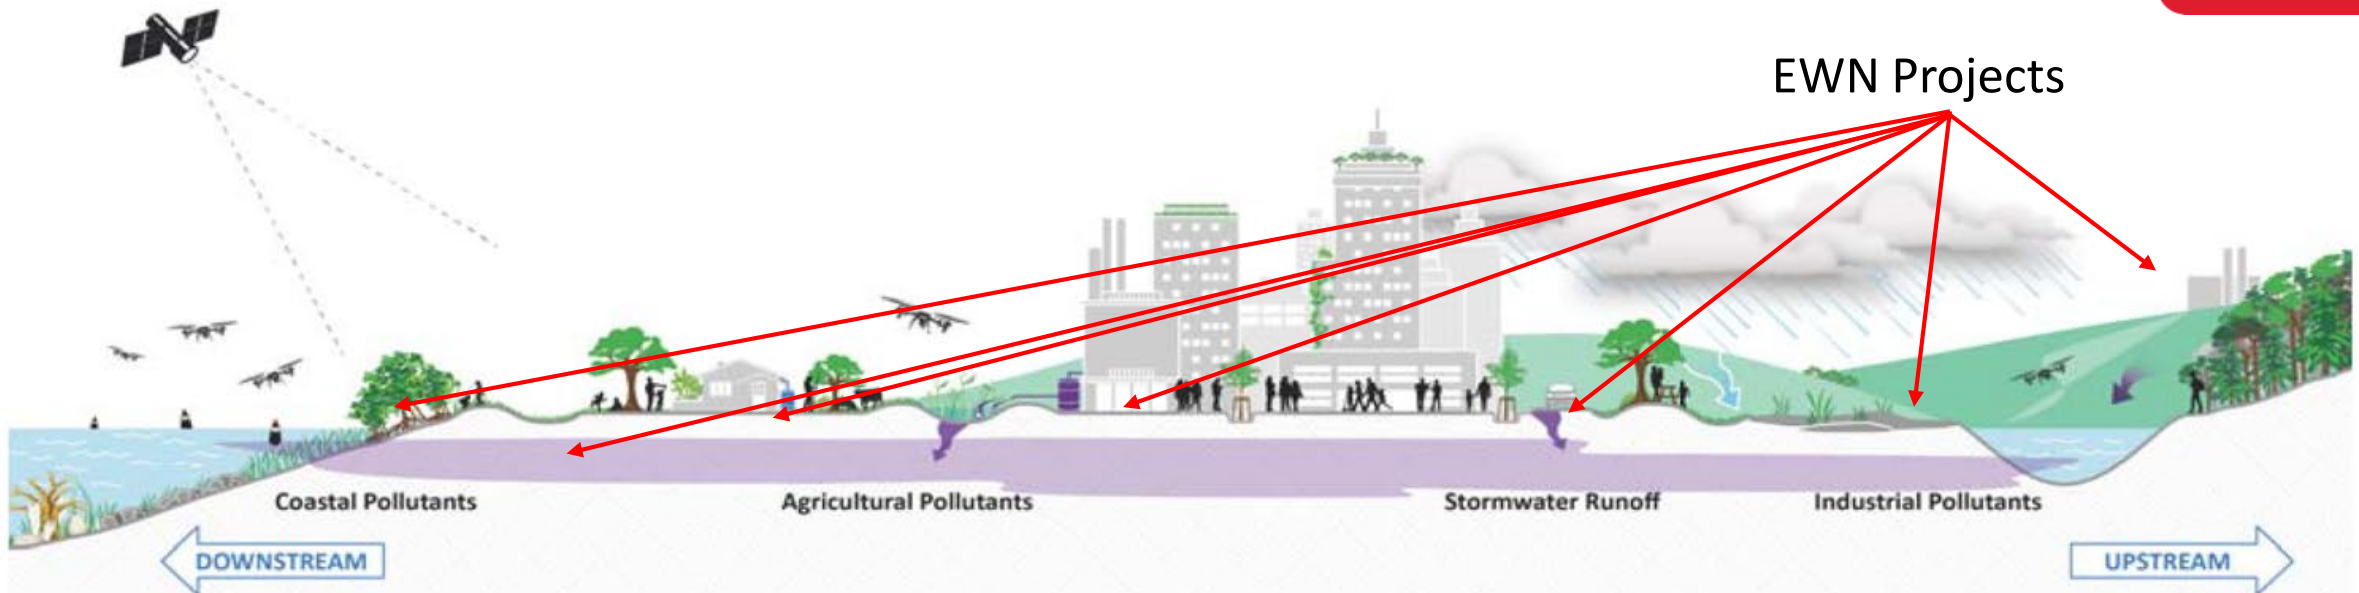 EWN Projects
Coastal Pollutants
Agricultural Pollutants
Stormwater Runoff
Industrial Pollutants
DOWNSTREAM
UPSTREAM